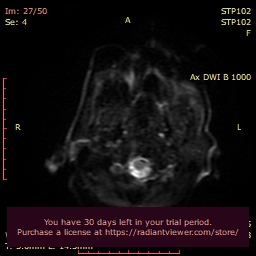 Im: 27/50
Se: 4
A
STP102
STP102
F
Ax DWI B 1000
R
L
You have 30 days left in your trial period.
Purchase a license at https://radiantviewer.com/store/